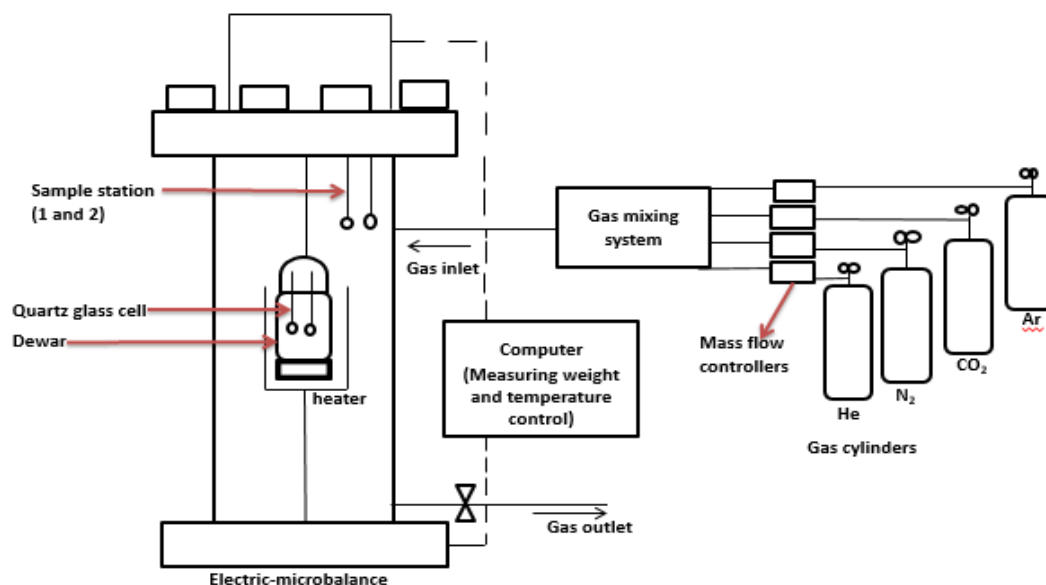 Sample station
(1 and 2)
Gas mixing
system
Gas inlet
Quartz glass cell
Dewar
heater
Computer
(Measuring weight
and temperature
control)
Mass flow
controllers
Ar
CO₂
N₂
He
Gas cylinders
Gas outlet
Electric-microbalance